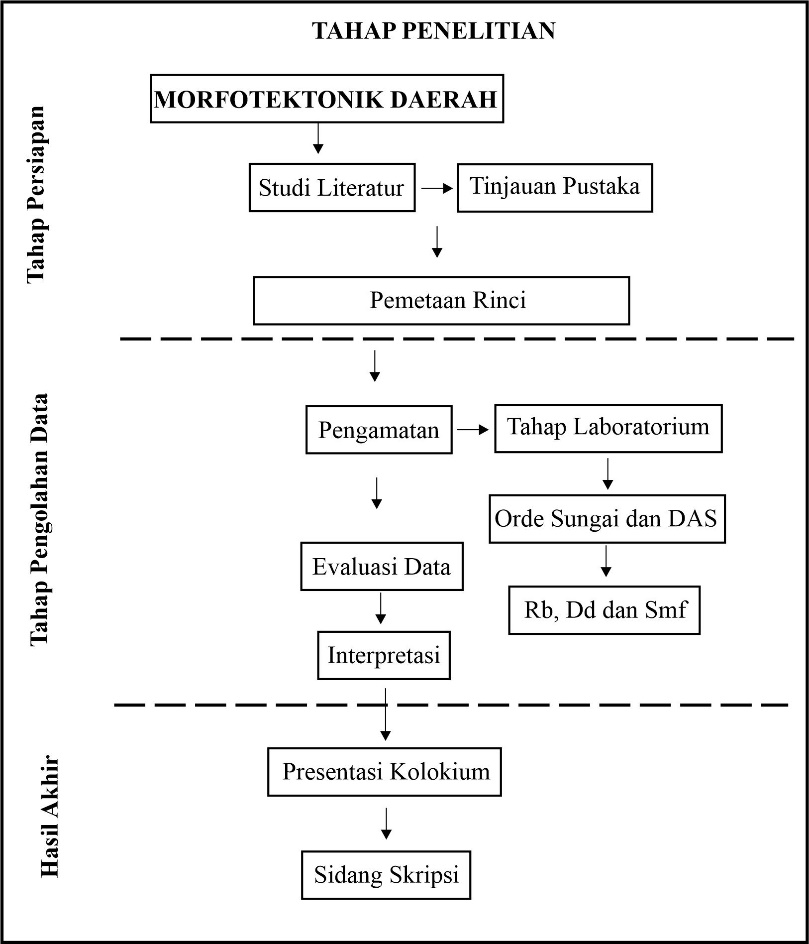 TAHAP PENELITIAN
Tahap Persiapan
MORFOTEKTONIK DAERAH
Studi Literatur
Tinjauan Pustaka
Pemetaan Rinci
Tahap Pengolahan Data
Pengamatan
Tahap Laboratorium
Orde Sungai dan DAS
Evaluasi Data
Rb, Dd dan Smf
Interpretasi
Hasil Akhir
Presentasi Kolokium
Sidang Skripsi